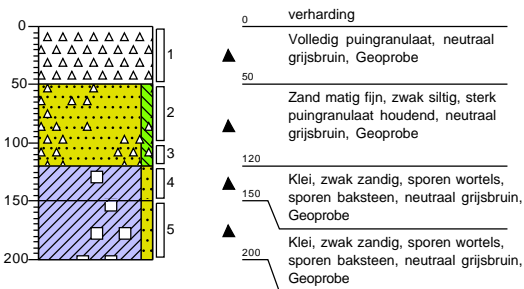 0
50
100
150
200
1
2
3
4
5
0 verharding
Volledig puingranulaat, neutraal
grijsbruin, Geoprobe
50
Zand matig fijn, zwak siltig, sterk
puingranulaat houdend, neutraal
grijsbruin, Geoprobe
120
Klei, zwak zandig, sporen wortels,
sporen baksteen, neutraal grijsbruin,
Geoprobe
150
Klei, zwak zandig, sporen wortels,
sporen baksteen, neutraal grijsbruin,
Geoprobe
200